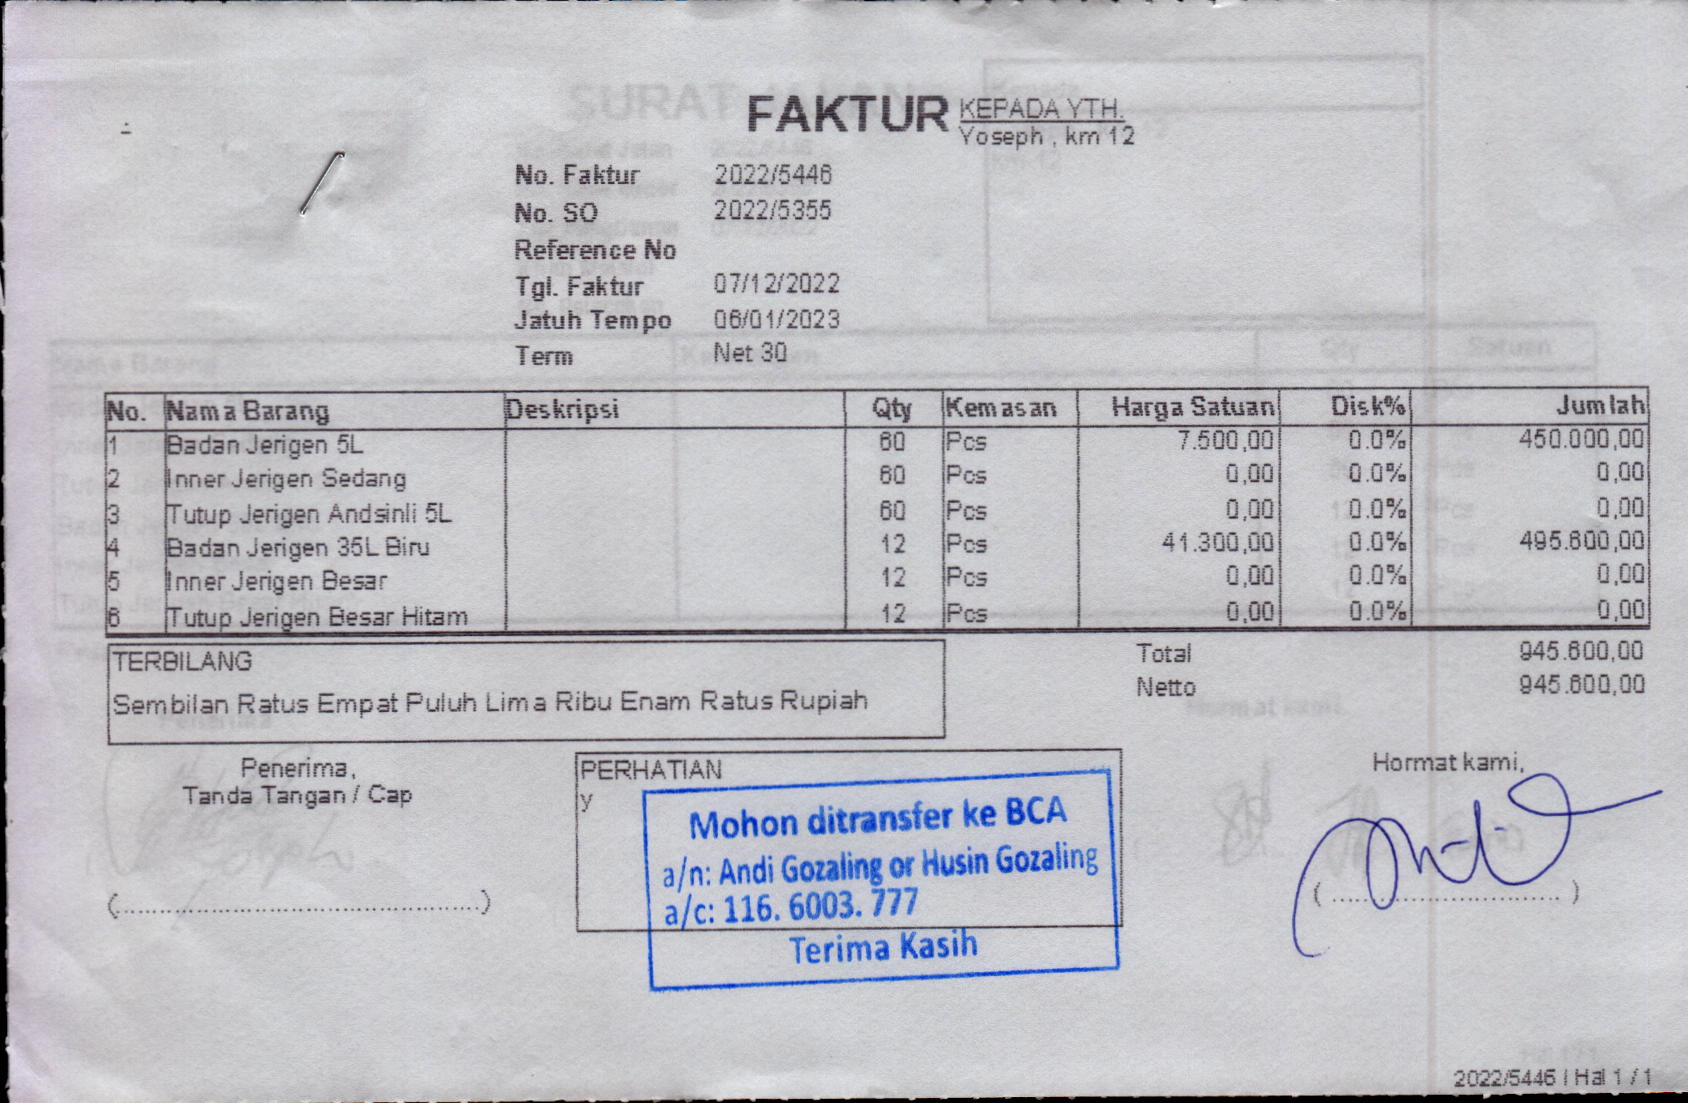 FAKTUR
KEPADA YTH.
Yoseph , km 12
No. Faktur 2022/5446
No. SO 2022/5355
Reference No
Tgl. Faktur 07/12/2022
Jatuh Tempo 06/01/2023
Term Net 30
No. Nama Barang Deskripsi Qty Kemasan Harga Satuan Disk% Jumlah
1 Badan Jerigen 5L 60 Pcs 7.500,00 0.0% 450.000,00
2 Inner Jerigen Sedang 60 Pcs 0,00 0.0% 0,00
3 Tutup Jerigen Andsinli 5L 60 Pcs 0,00 0.0% 0,00
4 Badan Jerigen 35L Biru 12 Pcs 41.300,00 0.0% 495.600,00
5 Inner Jerigen Besar 12 Pcs 0,00 0.0% 0,00
6 Tutup Jerigen Besar Hitam 12 Pcs 0,00 0.0% 0,00
Total 945.600,00
Netto 945.600,00
TERBILANG
Sembilan Ratus Empat Puluh Lima Ribu Enam Ratus Rupiah
Penerima,
Tanda Tangan / Cap
(................................................)
PERHATIAN
y
Mohon ditransfer ke BCA
a/n: Andi Gozaling or Husin Gozaling
a/c: 116. 6003. 777
Terima Kasih
Hormat kami,
( .............................. )
2022/5446 | Hal 1 / 1